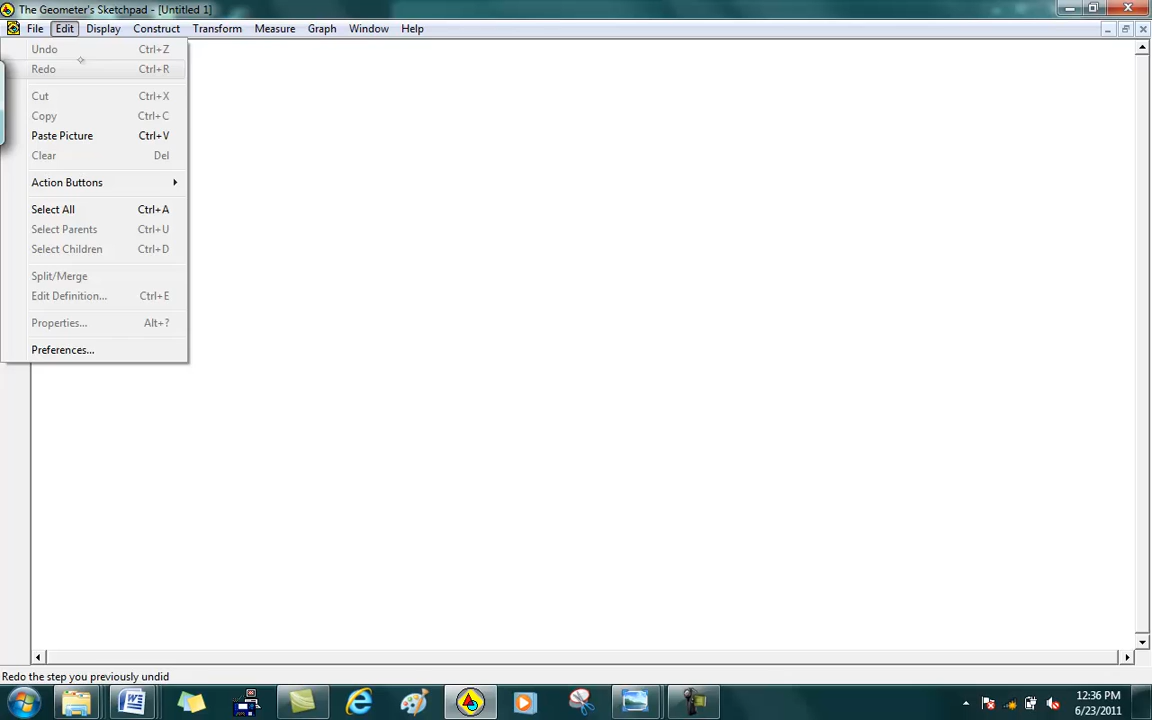 The Geometer's Sketchpad - [Untitled 1]
File Edit Display Construct Transform Measure Graph Window Help
Undo Ctrl+Z
Redo Ctrl+R
Cut Ctrl+X
Copy Ctrl+C
Paste Picture Ctrl+V
Clear Del
Action Buttons
Select All Ctrl+A
Select Parents Ctrl+U
Select Children Ctrl+D
Split/Merge
Edit Definition... Ctrl+E
Properties... Alt+?
Preferences...
Redo the step you previously undid
12:36 PM
6/23/2011